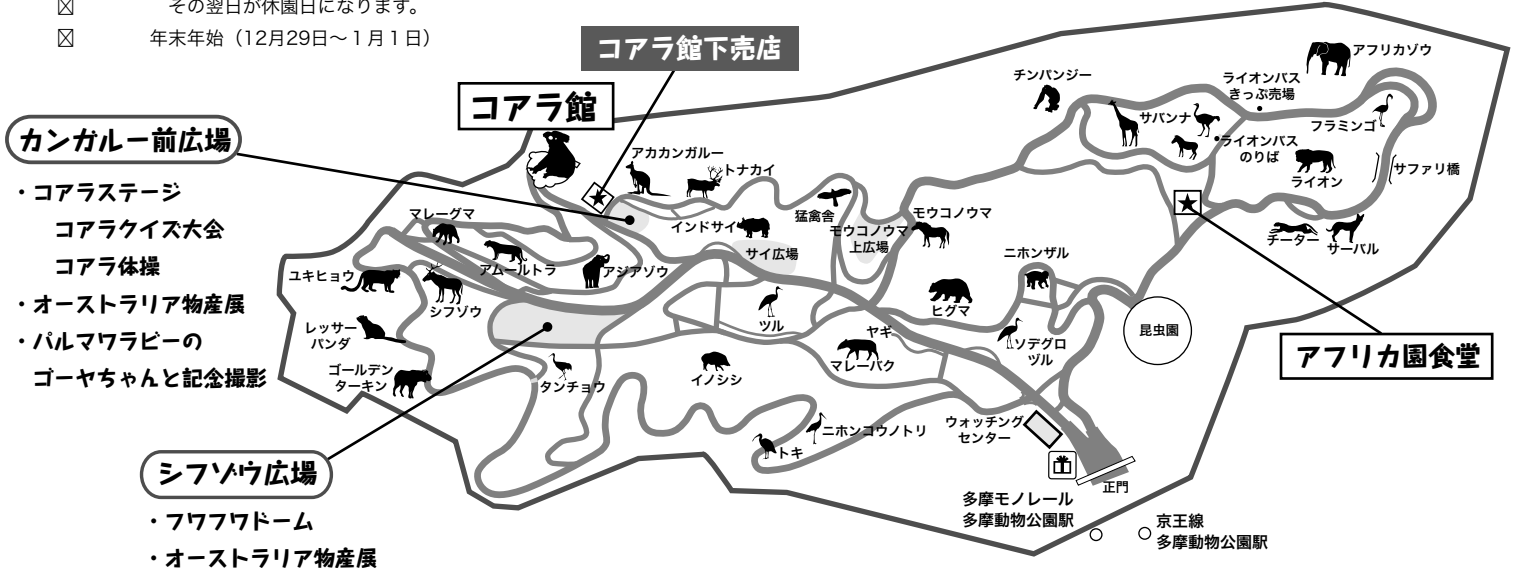 ☒ その翌日が休園日になります。
☒ 年末年始（12月29日～１月１日）
コアラ館下売店
コアラ館
カンガルー前広場
・コアラステージ
コアラクイズ大会
コアラ体操
・オーストラリア物産展
・パルマワラビーの
ゴーヤちゃんと記念撮影
シフゾウ広場
・フワフワドーム
・オーストラリア物産展
アフリカ園食堂
アフリカゾウ
チンパンジー
ライオンバス
きっぷ売場
サバンナ
フラミンゴ
ライオンバス
のりば
ライオン
サファリ橋
チーター
サーバル
アカカンガルー
トナカイ
インドサイ
猛禽舎
モウコノウマ
モウコノウマ
上広場
サイ広場
ニホンザル
マレーグマ
アムールトラ
アジアゾウ
ユキヒョウ
シフゾウ
レッサー
パンダ
ゴールデン
ターキン
タンチョウ
ツル
イノシシ
ヤギ
マレーバク
ヒグマ
ソデグロ
ヅル
昆虫園
ニホンコウノトリ
トキ
ウォッチング
センター
正門
多摩モノレール
多摩動物公園駅
京王線
多摩動物公園駅